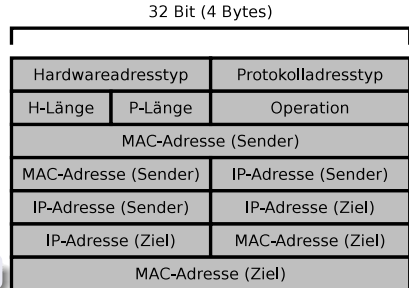 32 Bit (4 Bytes)
Hardwareadresstyp Protokolladresstyp
H-Länge P-Länge Operation
MAC-Adresse (Sender)
MAC-Adresse (Sender) IP-Adresse (Sender)
IP-Adresse (Sender) IP-Adresse (Ziel)
IP-Adresse (Ziel) MAC-Adresse (Ziel)
MAC-Adresse (Ziel)